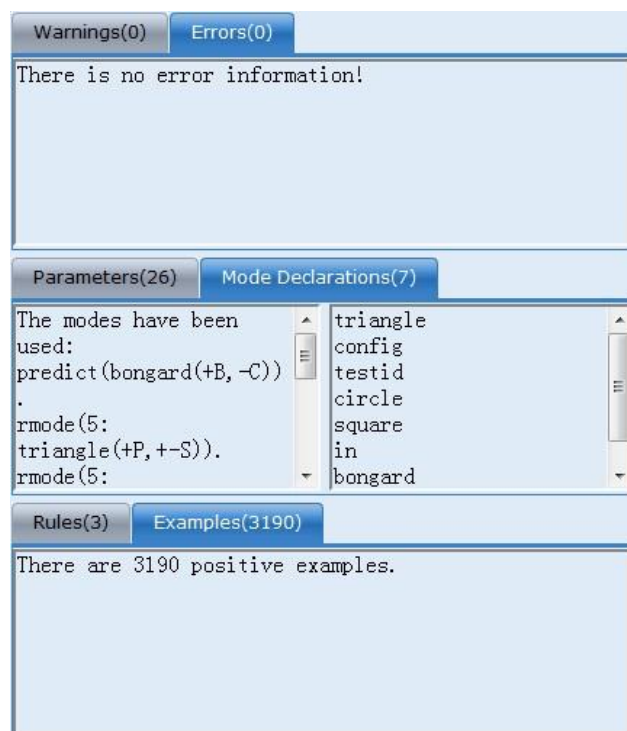 Warnings(0) Errors(0)
There is no error information!
Parameters(26) Mode Declarations(7)
The modes have been
used:
predict(bongard(+B,-C))
.
rmode(5:
triangle(+P,+-S)).
rmode(5:
triangle
config
testid
circle
square
in
bongard
Rules(3) Examples(3190)
There are 3190 positive examples.